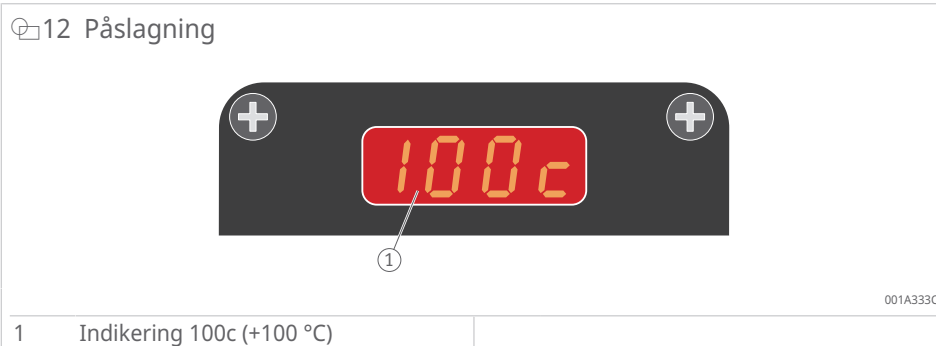 12 Påslagning
100c
1
001A333C
1 Indikering 100c (+100 °C)